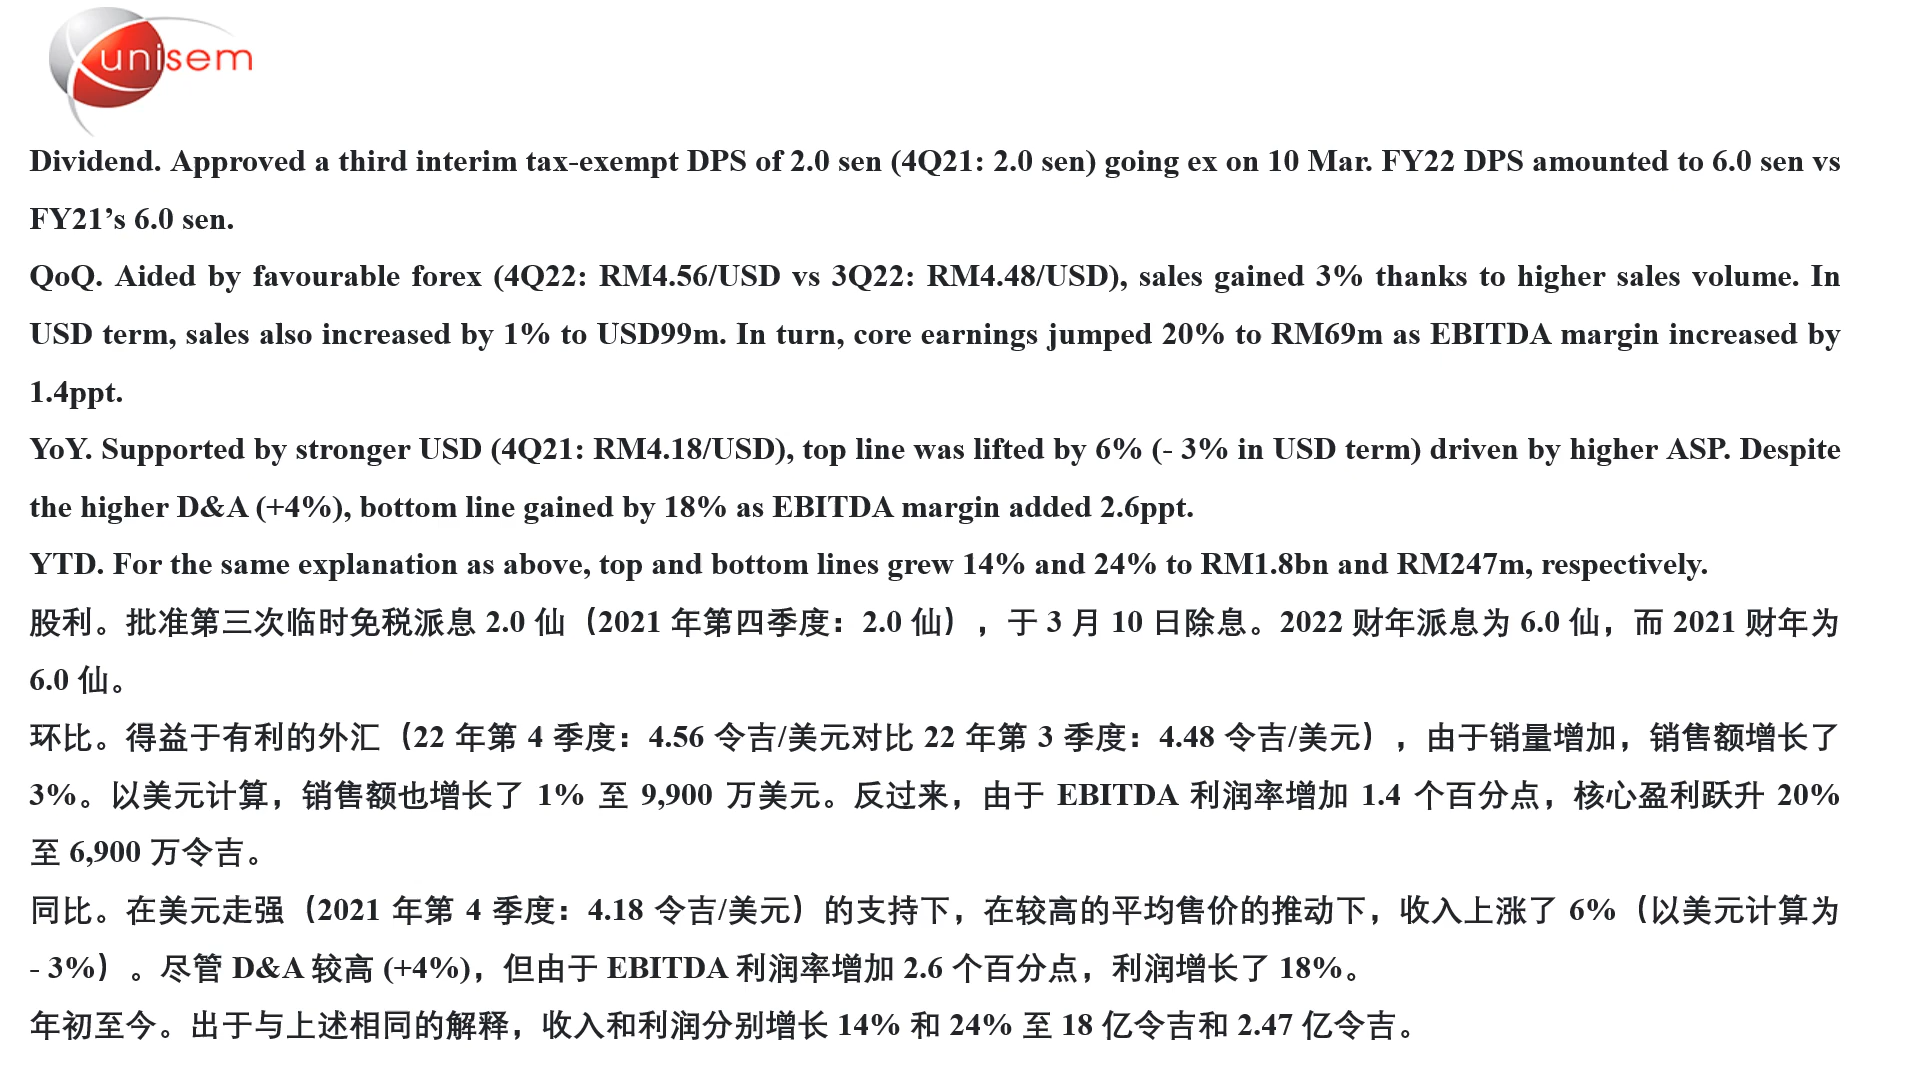 unisem
Dividend. Approved a third interim tax-exempt DPS of 2.0 sen (4Q21: 2.0 sen) going ex on 10 Mar. FY22 DPS amounted to 6.0 sen vs
FY21’s 6.0 sen.
QoQ. Aided by favourable forex (4Q22: RM4.56/USD vs 3Q22: RM4.48/USD), sales gained 3% thanks to higher sales volume. In
USD term, sales also increased by 1% to USD99m. In turn, core earnings jumped 20% to RM69m as EBITDA margin increased by
1.4ppt.
YoY. Supported by stronger USD (4Q21: RM4.18/USD), top line was lifted by 6% (- 3% in USD term) driven by higher ASP. Despite
the higher D&A (+4%), bottom line gained by 18% as EBITDA margin added 2.6ppt.
YTD. For the same explanation as above, top and bottom lines grew 14% and 24% to RM1.8bn and RM247m, respectively.
股利。批准第三次临时免税派息 2.0 仙（2021 年第四季度：2.0 仙），于 3 月 10 日除息。2022 财年派息为 6.0 仙，而 2021 财年为
6.0 仙。
环比。得益于有利的外汇（22 年第 4 季度：4.56 令吉/美元对比 22 年第 3 季度：4.48 令吉/美元），由于销量增加，销售额增长了
3%。以美元计算，销售额也增长了 1% 至 9,900 万美元。反过来，由于 EBITDA 利润率增加 1.4 个百分点，核心盈利跃升 20%
至 6,900 万令吉。
同比。在美元走强（2021 年第 4 季度：4.18 令吉/美元）的支持下，在较高的平均售价的推动下，收入上涨了 6%（以美元计算为
- 3%）。尽管 D&A 较高 (+4%)，但由于 EBITDA 利润率增加 2.6 个百分点，利润增长了 18%。
年初至今。出于与上述相同的解释，收入和利润分别增长 14% 和 24% 至 18 亿令吉和 2.47 亿令吉。